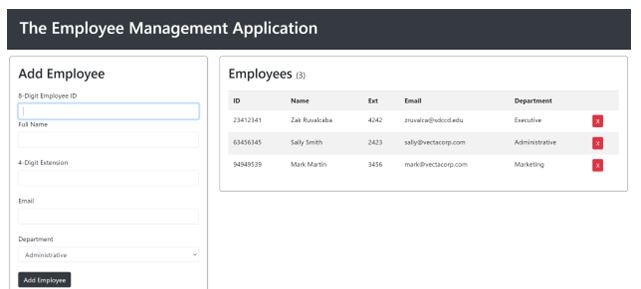 The Employee Management Application
Add Employee
8-Digit Employee ID
Full Name
4-Digit Extension
Email
Department
Administrative
Add Employee
Employees (3)
ID Name Ext Email Department
23412341 Zak Ruvalcaba 4242 zruvalca@sdccd.edu Executive X
63456345 Sally Smith 2423 sally@vectacorp.com Administrative X
94949539 Mark Martin 3456 mark@vectacorp.com Marketing X